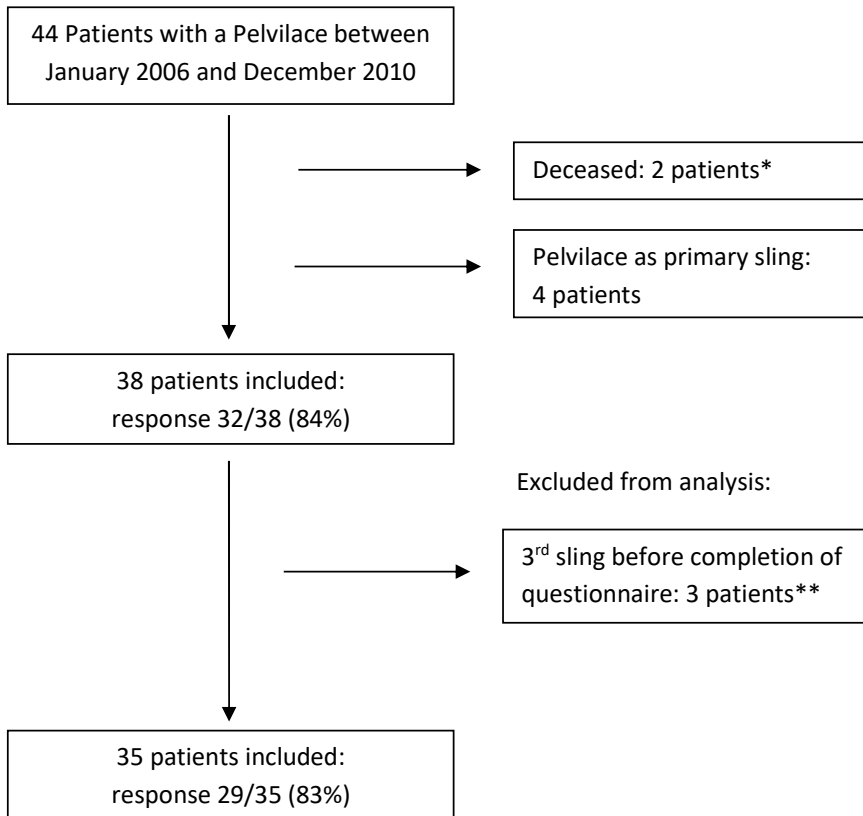 44 Patients with a Pelvilace between
January 2006 and December 2010
Deceased: 2 patients*
Pelvilace as primary sling:
4 patients
38 patients included:
response 32/38 (84%)
Excluded from analysis:
3rd sling before completion of
questionnaire: 3 patients**
35 patients included:
response 29/35 (83%)